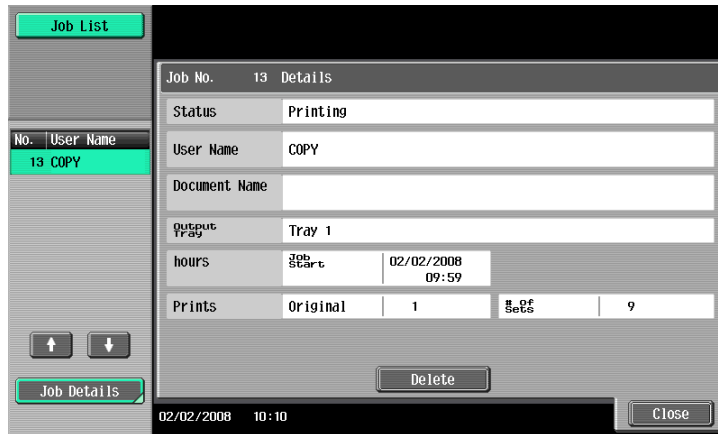 Job List
Job No. 13 Details
Status Printing
No. User Name
13 COPY
User Name COPY
Document Name
Output Tray Tray 1
hours Job Start 02/02/2008 09:59
Prints Original 1 # of Sets 9
Delete
Job Details
02/02/2008 10:10
Close